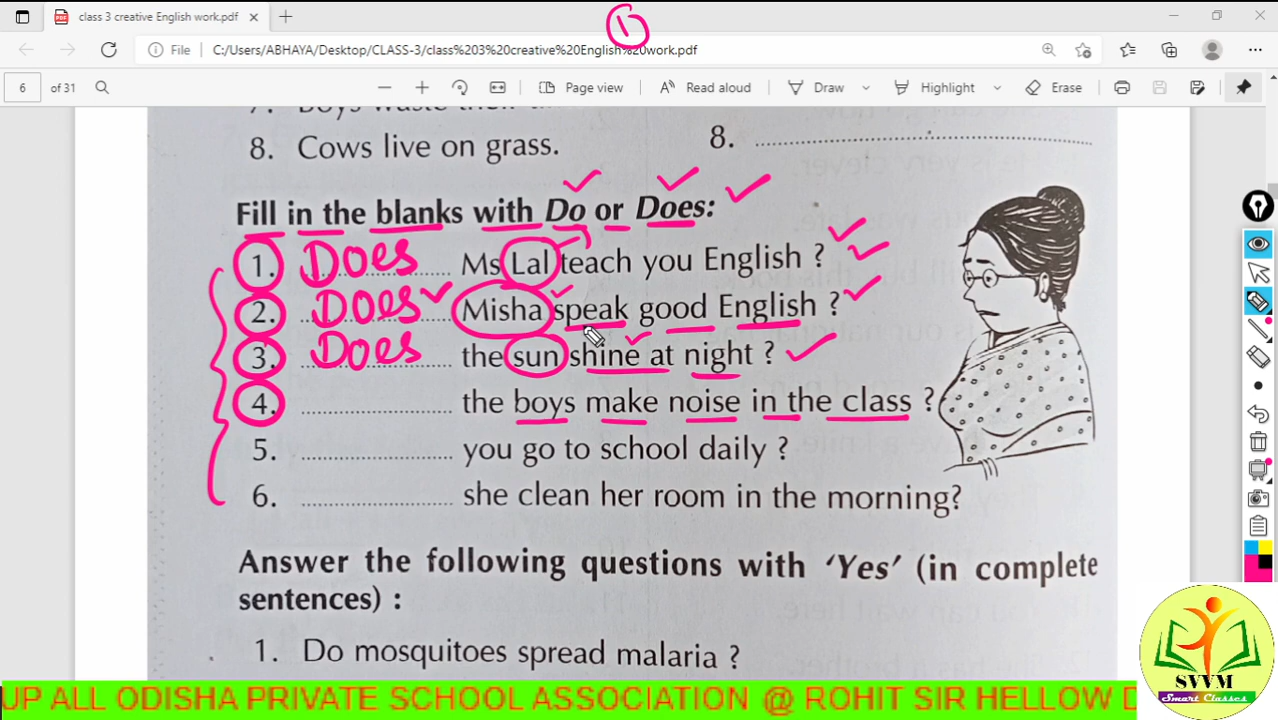 class 3 creative English work.pdf
1
File C:/Users/ABHAYA/Desktop/CLASS-3/class%203%20creative%20English%20work.pdf
6 of 31 Page view Read aloud Draw Highlight Erase
8. Cows live on grass. 8.
Fill in the blanks with Do or Does:
1. Does Ms Lal teach you English ?
2. Does Misha speak good English ?
3. Does the sun shine at night ?
4. the boys make noise in the class ?
5. you go to school daily ?
6. she clean her room in the morning?
Answer the following questions with ‘Yes’ (in complete
sentences) :
1. Do mosquitoes spread malaria ?
SVVM
Smart Classes
UP ALL ODISHA PRIVATE SCHOOL ASSOCIATION @ ROHIT SIR HELLOW D